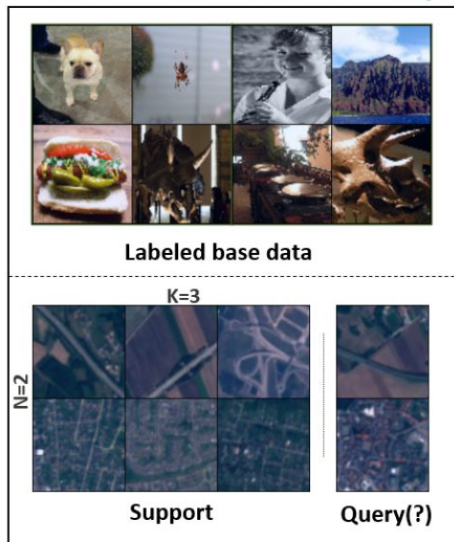 Labeled base data
K=3
N=2
Support
Query(?)